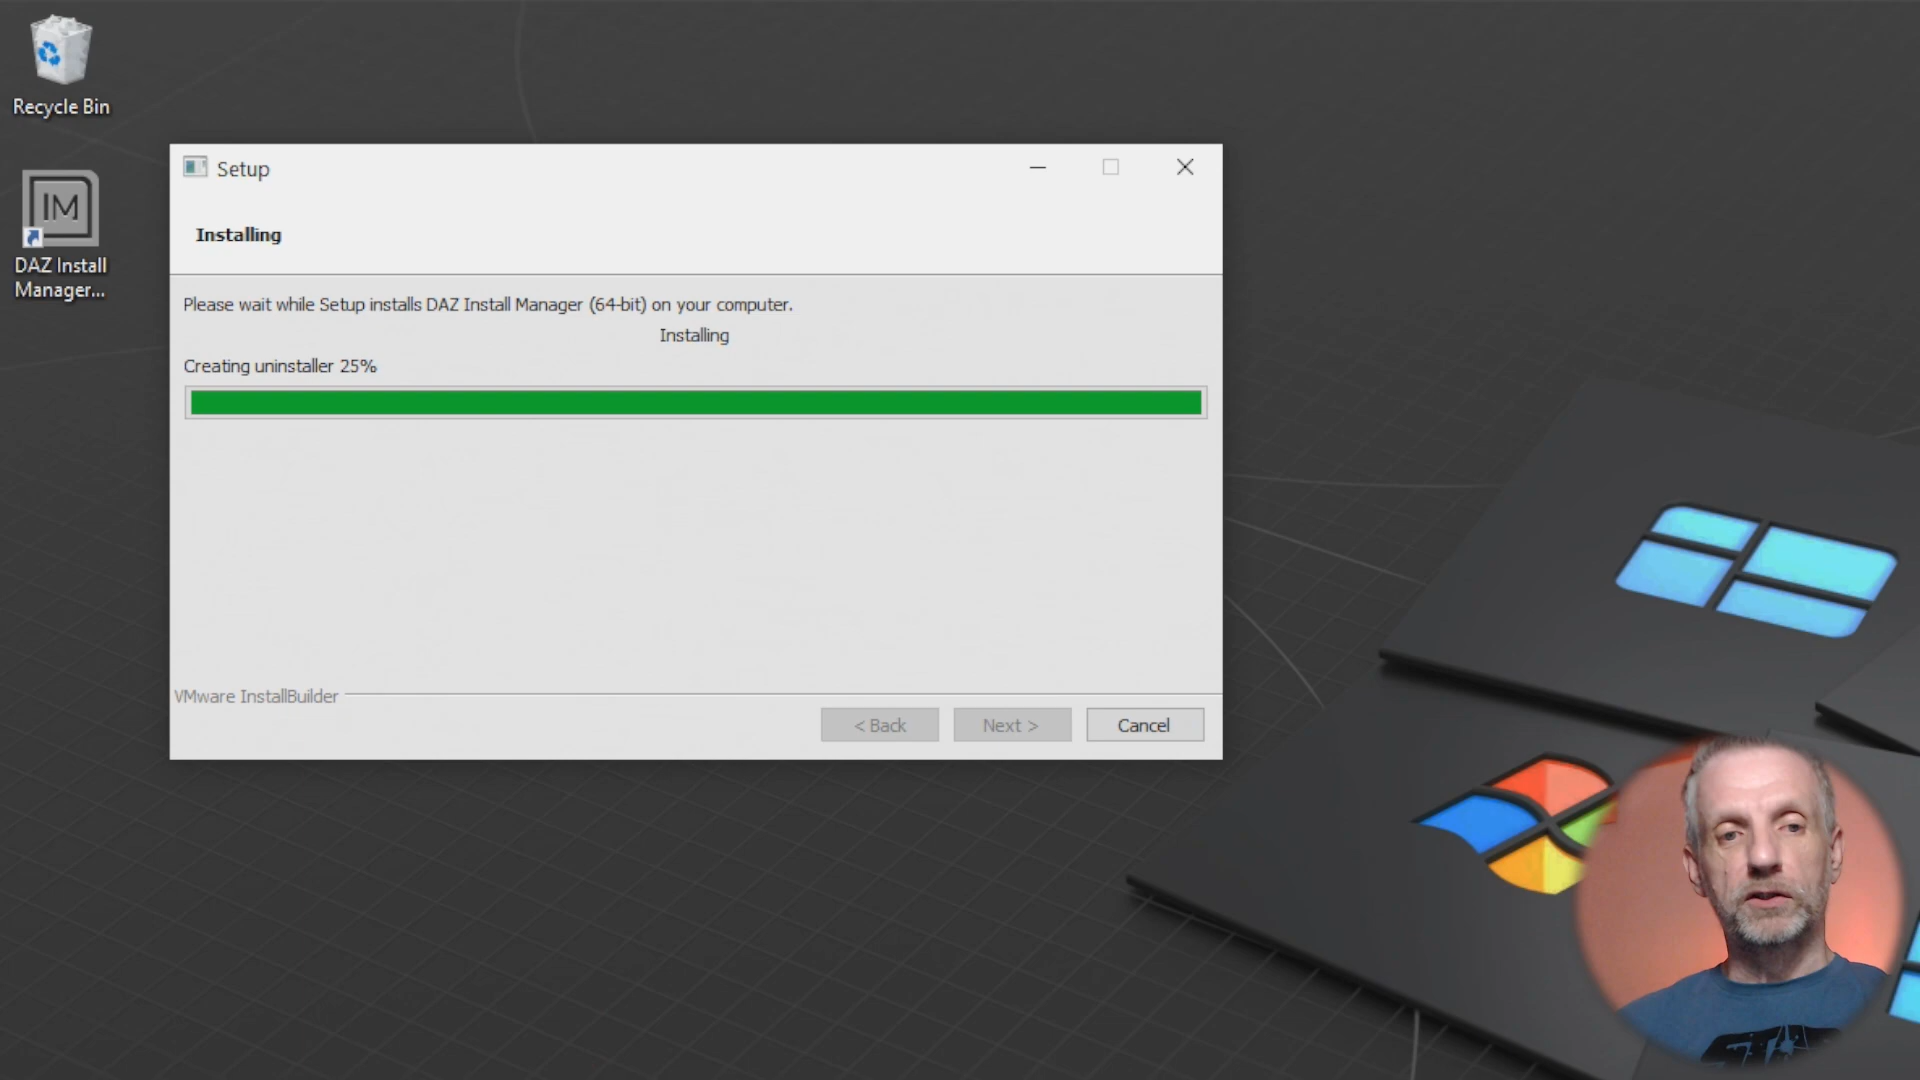 Recycle Bin
DAZ Install
Manager...
Setup
Installing
Please wait while Setup installs DAZ Install Manager (64-bit) on your computer.
Installing
Creating uninstaller 25%
VMware InstallBuilder
< Back
Next >
Cancel
IM